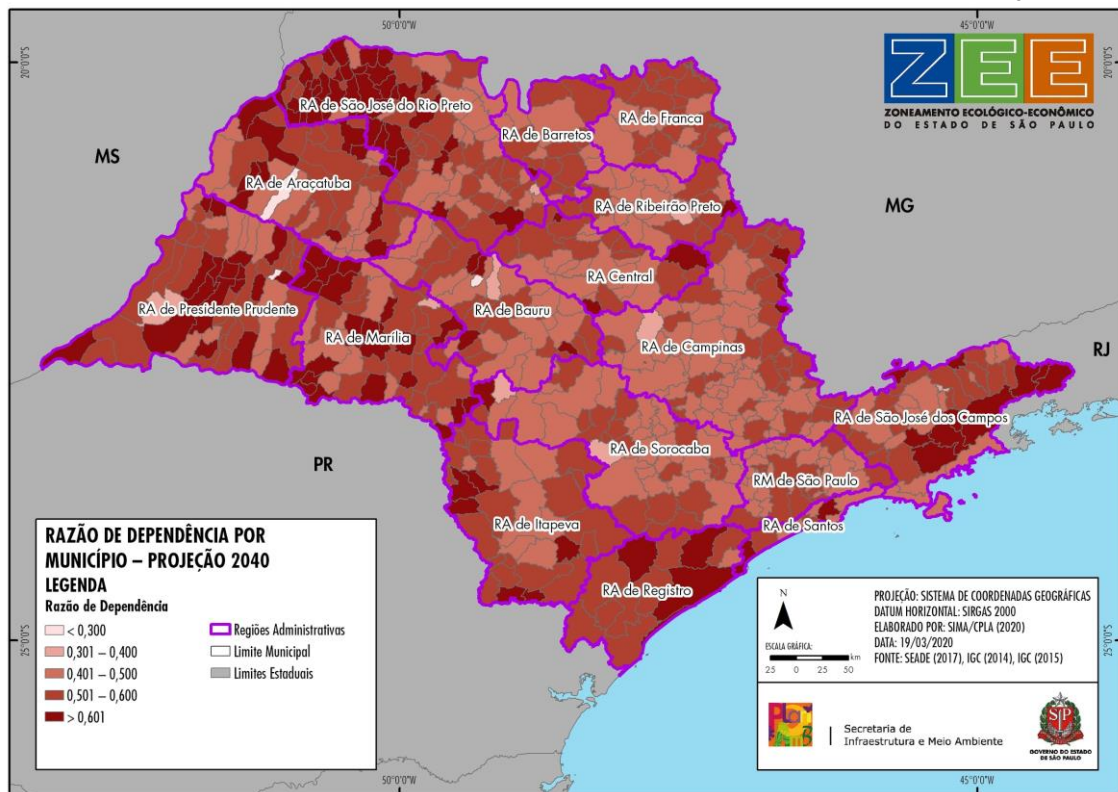 50°0'0"W
45°0'0"W
20°0'0"S
20°0'0"S
ZEE
ZONEAMENTO ECOLÓGICO-ECONÔMICO
DO ESTADO DE SÃO PAULO
RA de São José do Rio Preto
RA de Barretos
RA de Franca
MS
RA de Araçatuba
RA de Ribeirão Preto
MG
RA Central
RA de Presidente Prudente
RA de Bauru
RA de Marília
RA de Campinas
RJ
RA de São José dos Campos
PR
RA de Sorocaba
RM de São Paulo
RA de Itapeva
RA de Santos
RA de Registro
RAZÃO DE DEPENDÊNCIA POR
MUNICÍPIO – PROJEÇÃO 2040
LEGENDA
Razão de Dependência
< 0,300
0,301 – 0,400
0,401 – 0,500
0,501 – 0,600
> 0,601
Regiões Administrativas
Limite Municipal
Limites Estaduais
N
ESCALA GRÁFICA:
25 0 25 50 km
PROJEÇÃO: SISTEMA DE COORDENADAS GEOGRÁFICAS
DATUM HORIZONTAL: SIRGAS 2000
ELABORADO POR: SIMA/CPLA (2020)
DATA: 19/03/2020
FONTE: SEADE (2017), IGC (2014), IGC (2015)
25°0'0"S
25°0'0"S
Secretaria de
Infraestrutura e Meio Ambiente
GOVERNO DO ESTADO
DE SÃO PAULO
50°0'0"W
45°0'0"W